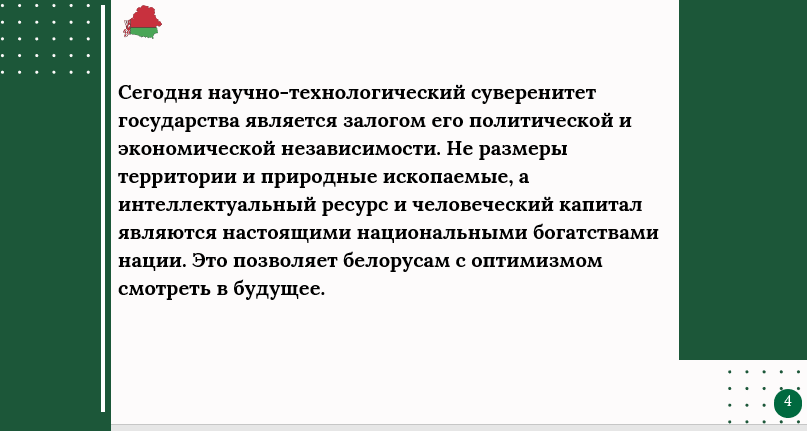 Сегодня научно-технологический суверенитет
государства является залогом его политической и
экономической независимости. Не размеры
территории и природные ископаемые, а
интеллектуальный ресурс и человеческий капитал
являются настоящими национальными богатствами
нации. Это позволяет белорусам с оптимизмом
смотреть в будущее.
4